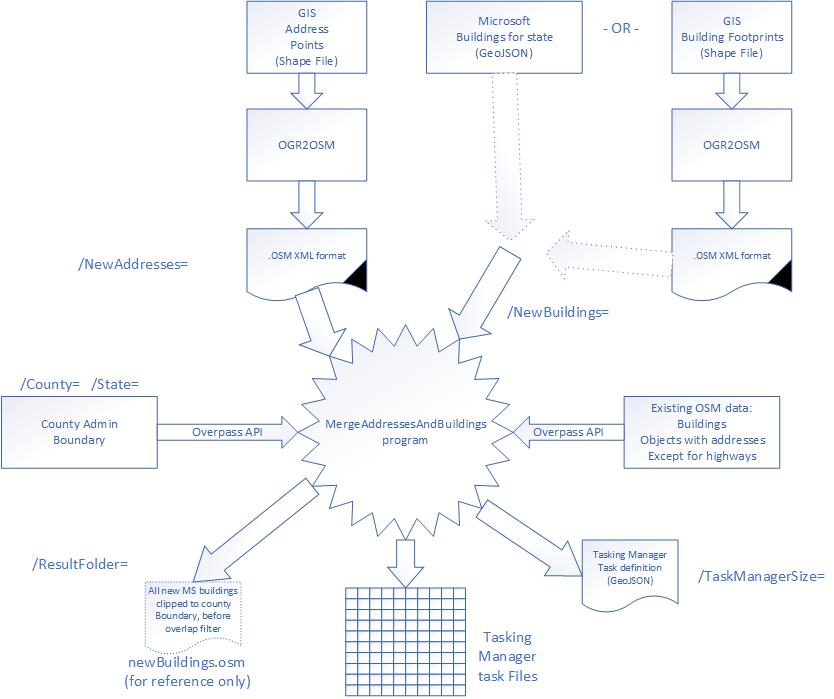 GIS
Address
Points
(Shape File)
Microsoft
Buildings for state
(GeoJSON)
- OR -
GIS
Building Footprints
(Shape File)
OGR2OSM
OGR2OSM
.OSM XML format
.OSM XML format
/NewAddresses=
/NewBuildings=
/County= /State=
County Admin
Boundary
Overpass API
MergeAddressesAndBuildings
program
Overpass API
Existing OSM data:
Buildings
Objects with addresses
Except for highways
/ResultFolder=
All new MS buildings
clipped to county
Boundary, before
overlap filter
newBuildings.osm
(for reference only)
Tasking
Manager
task Files
Tasking Manager
Task definition
(GeoJSON)
/TaskManagerSize=